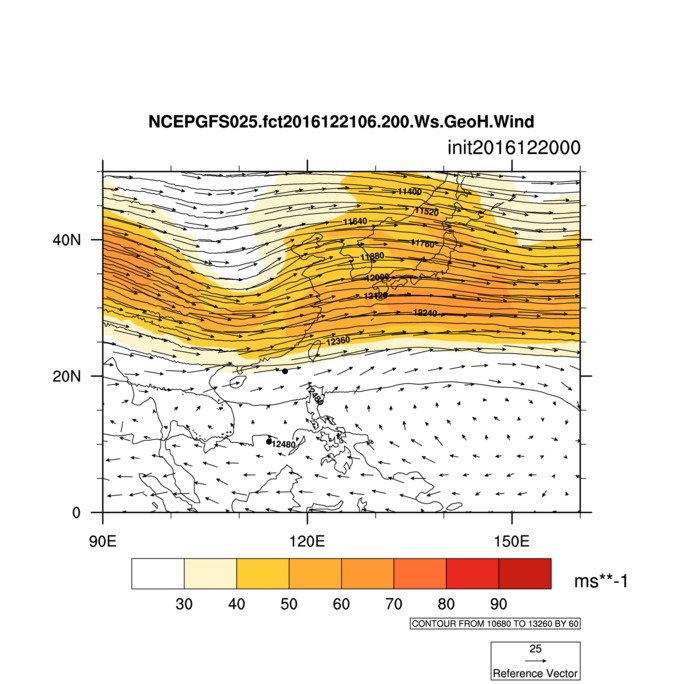 NCEPGFS025.fct2016122106.200.Ws.GeoH.Wind
init2016122000
11400
11520
11640
11760
11880
12000
12120
12240
12360
12480
12480
40N
20N
0
90E 120E 150E
30 40 50 60 70 80 90
ms**-1
CONTOUR FROM 10680 TO 13260 BY 60
25
Reference Vector